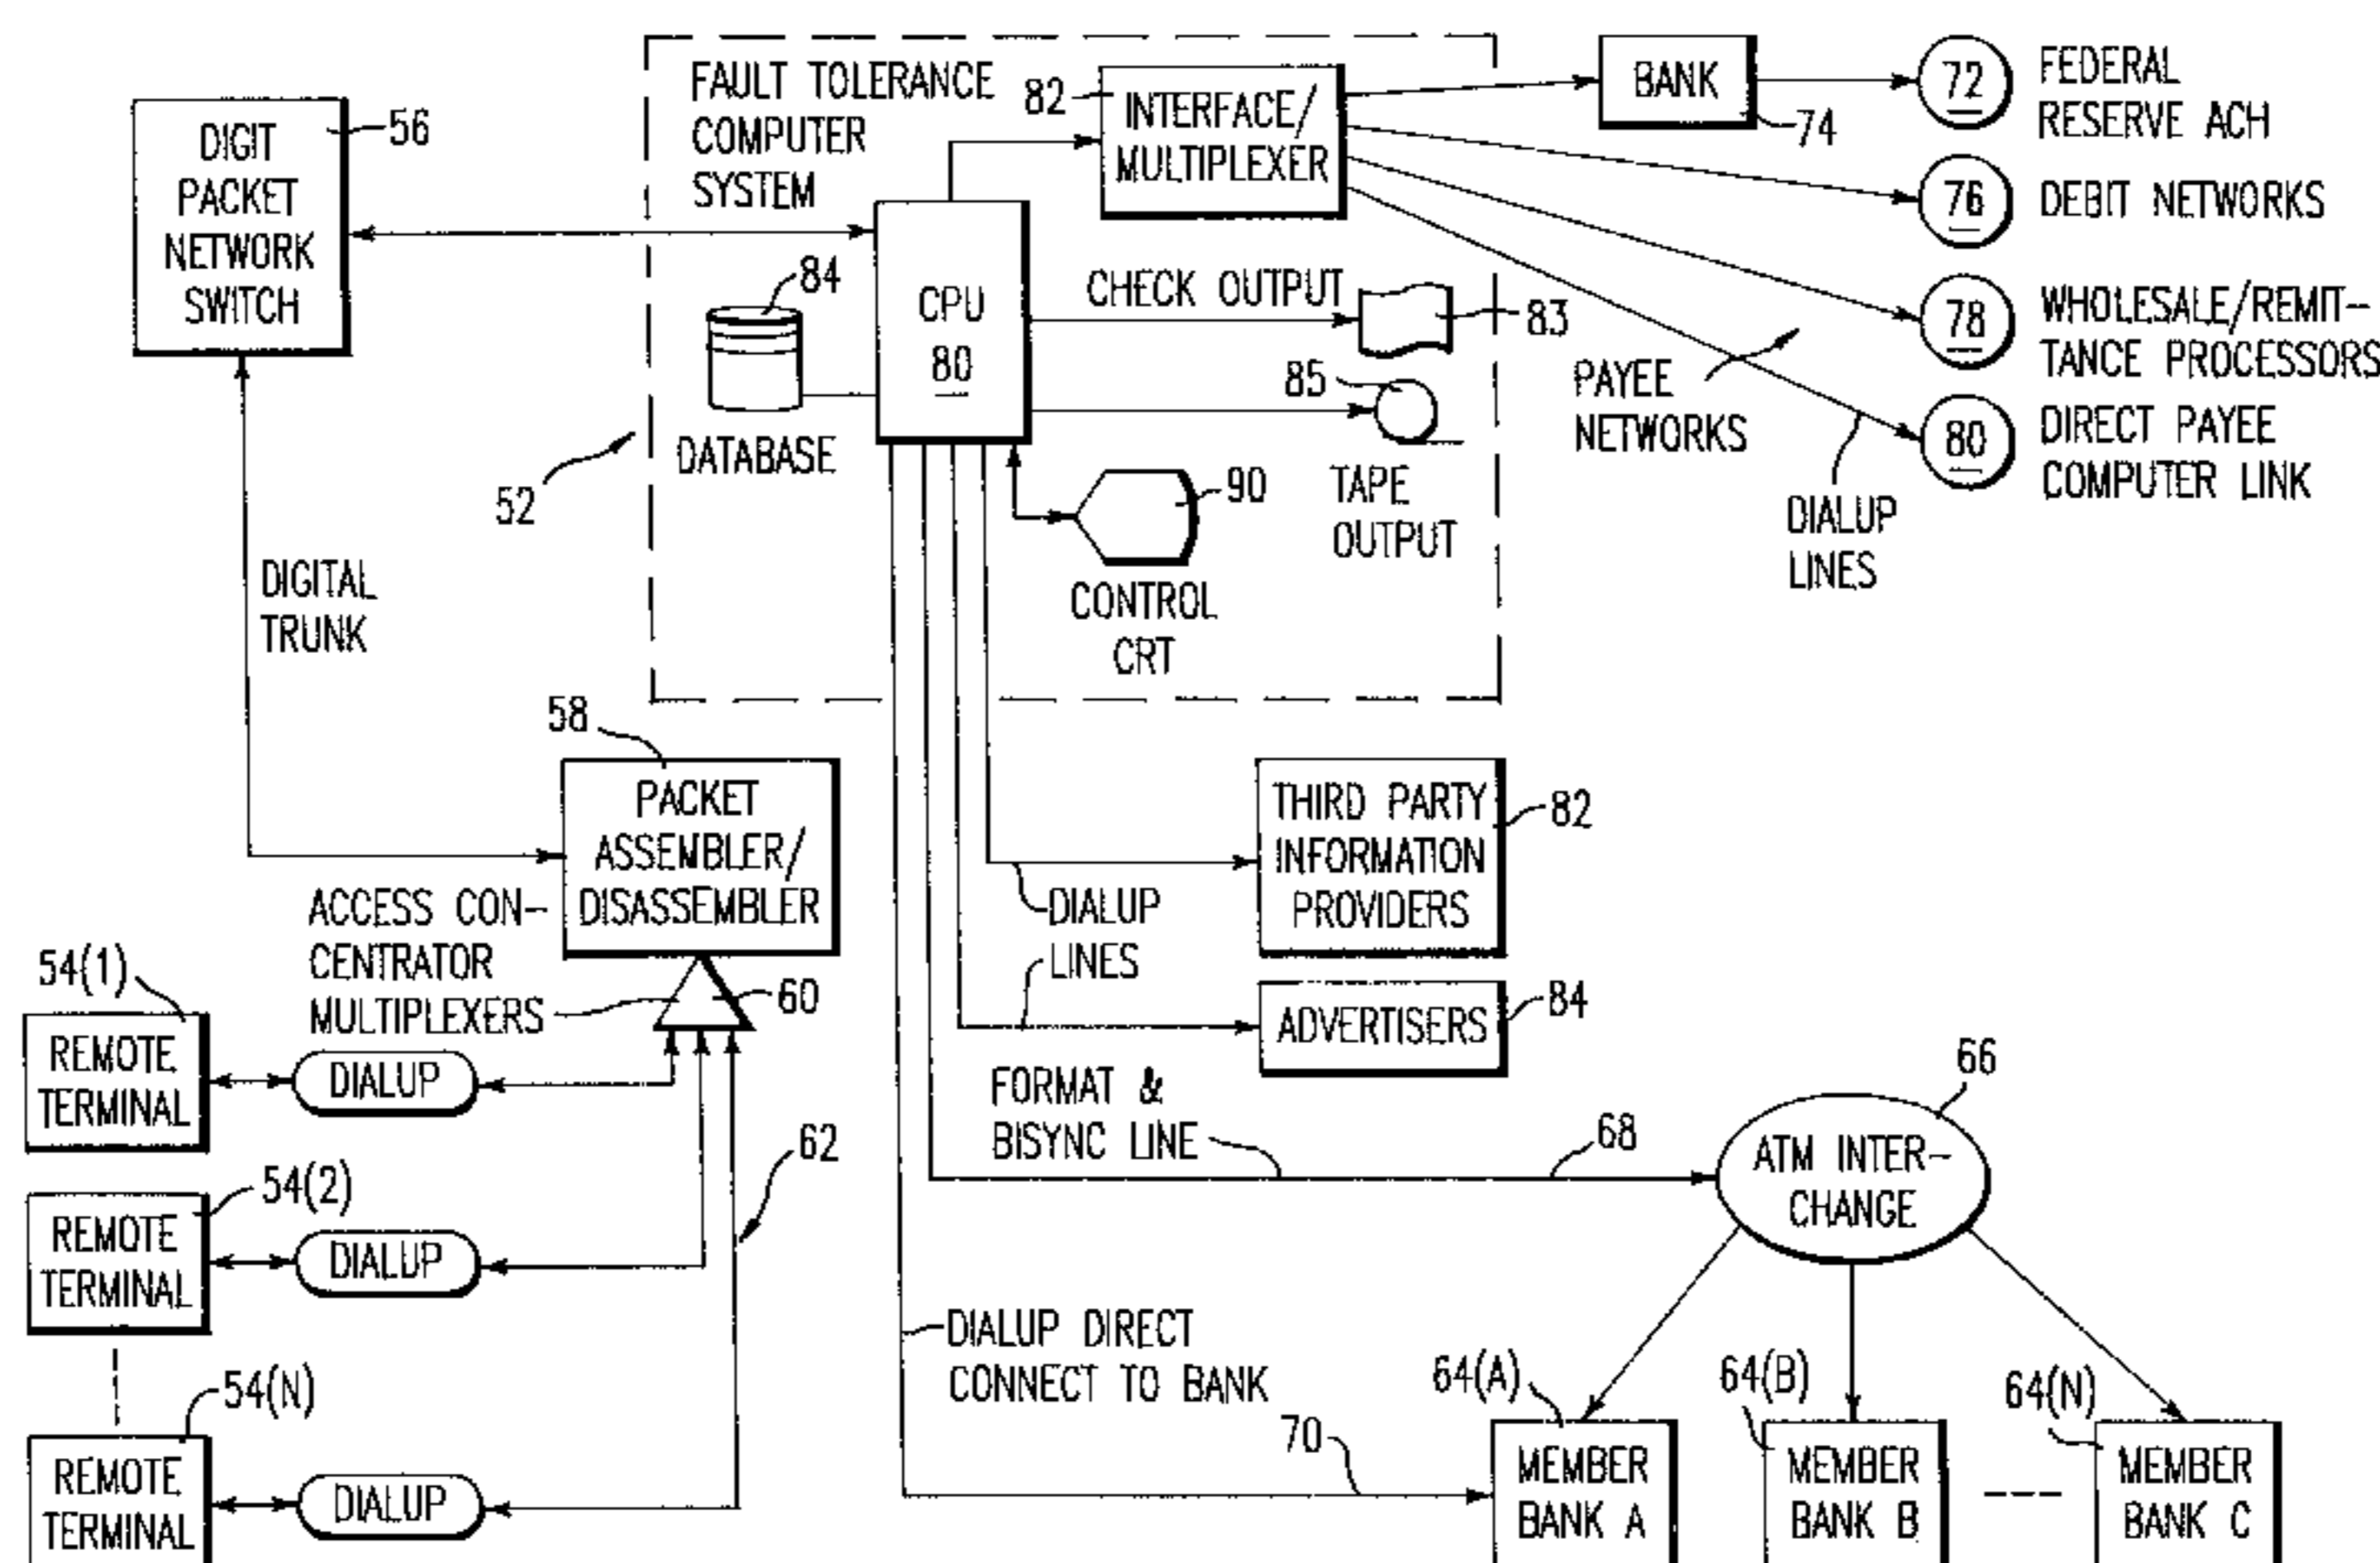 FAULT TOLERANCE
COMPUTER
SYSTEM
82
INTERFACE/
MULTIPLEXER
BANK
74
72
FEDERAL
RESERVE ACH
76
DEBIT NETWORKS
78
WHOLESALE/REMIT-
TANCE PROCESSORS
80
DIRECT PAYEE
COMPUTER LINK
PAYEE
NETWORKS
DIALUP
LINES
DIGIT
PACKET
NETWORK
SWITCH
56
84
DATABASE
CPU
80
CHECK OUTPUT
83
85
TAPE
OUTPUT
90
CONTROL
CRT
52
DIGITAL
TRUNK
58
PACKET
ASSEMBLER/
DISASSEMBLER
ACCESS CON-
CENTRATOR
MULTIPLEXERS
60
THIRD PARTY
INFORMATION
PROVIDERS
82
DIALUP
LINES
ADVERTISERS
84
54(1)
REMOTE
TERMINAL
DIALUP
54(2)
REMOTE
TERMINAL
DIALUP
62
54(N)
REMOTE
TERMINAL
DIALUP
FORMAT &
BISYNC LINE
68
66
ATM INTER-
CHANGE
DIALUP DIRECT
CONNECT TO BANK
70
64(A)
MEMBER
BANK A
64(B)
MEMBER
BANK B
64(N)
MEMBER
BANK C